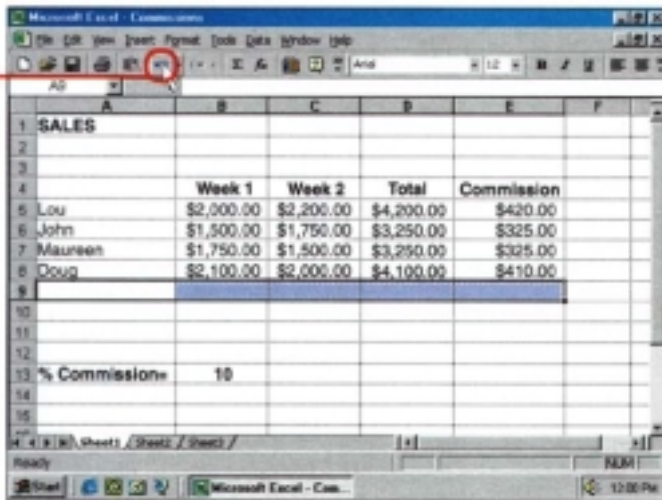 Microsoft Excel - Commissions
File Edit View Insert Format Tools Data Window Help
Arial 12 B I U
A9
A B C D E F
1 SALES
2
3
4 Week 1 Week 2 Total Commission
5 Lou $2,000.00 $2,200.00 $4,200.00 $420.00
6 John $1,500.00 $1,750.00 $3,250.00 $325.00
7 Maureen $1,750.00 $1,500.00 $3,250.00 $325.00
8 Doug $2,100.00 $2,000.00 $4,100.00 $410.00
9
10
11
12
13 % Commission= 10
14
15
Sheet1 / Sheet2 / Sheet3 /
Ready NUM
Start Microsoft Excel - Com... 12:00 PM